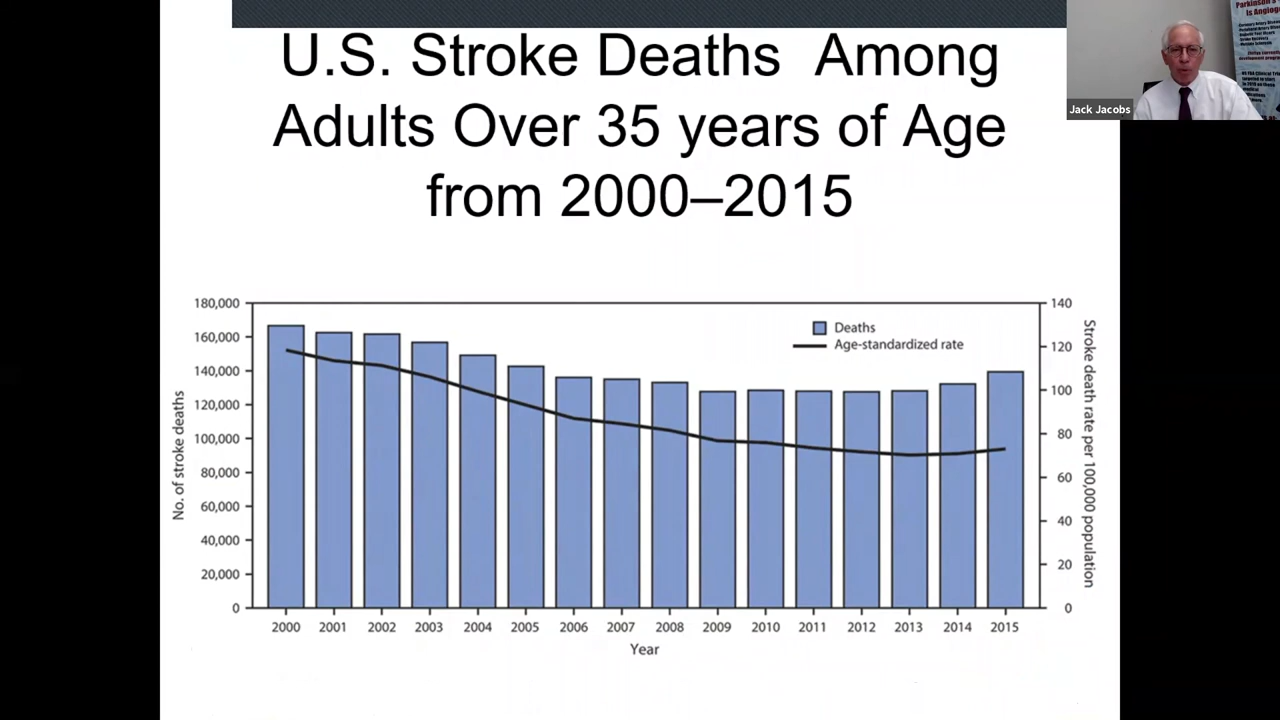 U.S. Stroke Deaths Among
Adults Over 35 years of Age
from 2000–2015
Parkinson's
Is Angiog
Jack Jacobs
180,000
160,000
140,000
120,000
100,000
80,000
60,000
40,000
20,000
0
No. of stroke deaths
Deaths
Age-standardized rate
140
120
100
80
60
40
20
0
Stroke death rate per 100,000 population
2000 2001 2002 2003 2004 2005 2006 2007 2008 2009 2010 2011 2012 2013 2014 2015
Year